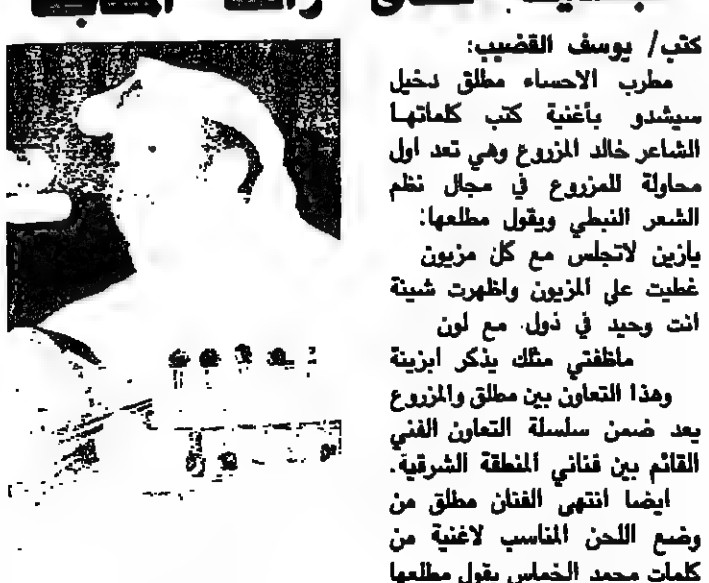 كتب/ يوسف القضيب:
مطرب الاحساء مطلق دخيل
سيشدو بأغنية كتب كلماتها
الشاعر خالد المزروع وهي تعد اول
محاولة للمزروع في مجال نظم
الشعر النبطي ويقول مطلعها:
يازين لاتجلس مع كل مزيون
غطيت على المزيون واظهرت شينة
انت وحيد في ذول مع لون
ماظفتي مثلك يذكر ابزينة
وهذا التعاون بين مطلق والمزروع
يعد ضمن سلسلة التعاون الفني
القائم بين فناني المنطقة الشرقية.
ايضا انتهى الفنان مطلق من
وضع اللحن المناسب لاغنية من
كلمات محمد الخماس يقول مطلعها